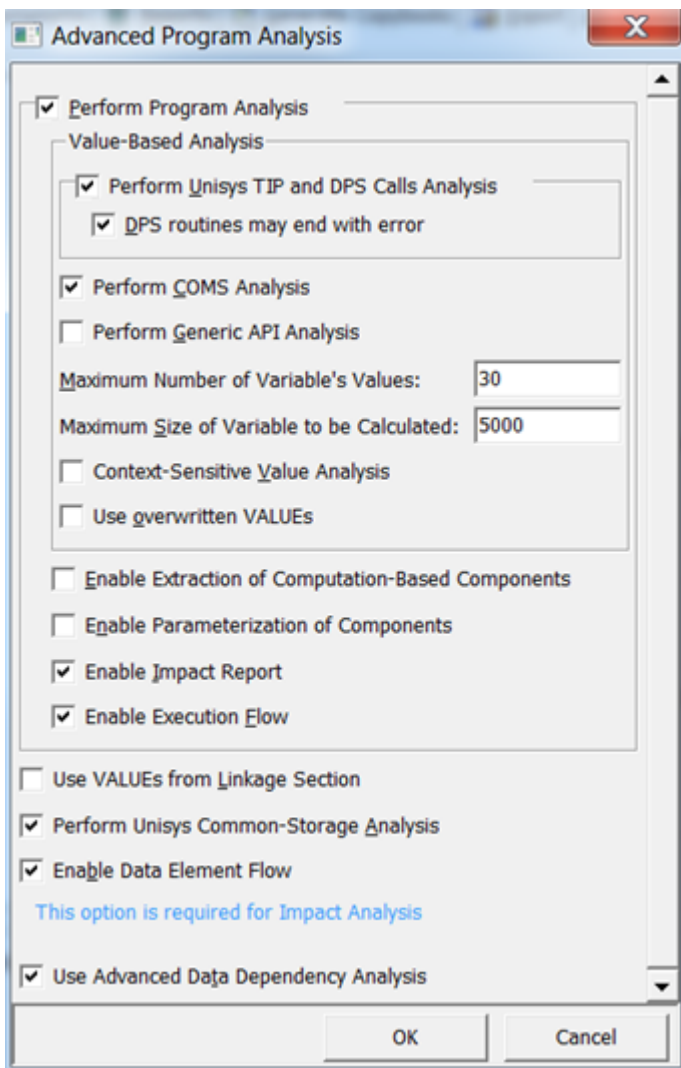 Advanced Program Analysis
Perform Program Analysis
Value-Based Analysis
Perform Unisys TIP and DPS Calls Analysis
DPS routines may end with error
Perform COMS Analysis
Perform Generic API Analysis
Maximum Number of Variable's Values: 30
Maximum Size of Variable to be Calculated: 5000
Context-Sensitive Value Analysis
Use overwritten VALUEs
Enable Extraction of Computation-Based Components
Enable Parameterization of Components
Enable Impact Report
Enable Execution Flow
Use VALUEs from Linkage Section
Perform Unisys Common-Storage Analysis
Enable Data Element Flow
This option is required for Impact Analysis
Use Advanced Data Dependency Analysis
OK Cancel